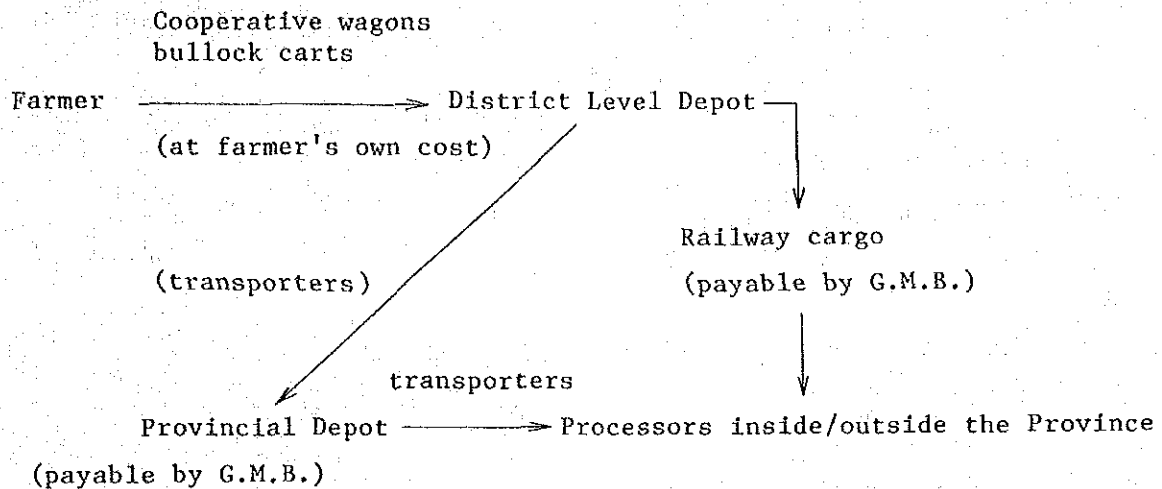 Cooperative wagons
bullock carts
Farmer District Level Depot
(at farmer's own cost)
Railway cargo
(transporters) (payable by G.M.B.)
transporters
Provincial Depot Processors inside/outside the Province
(payable by G.M.B.)